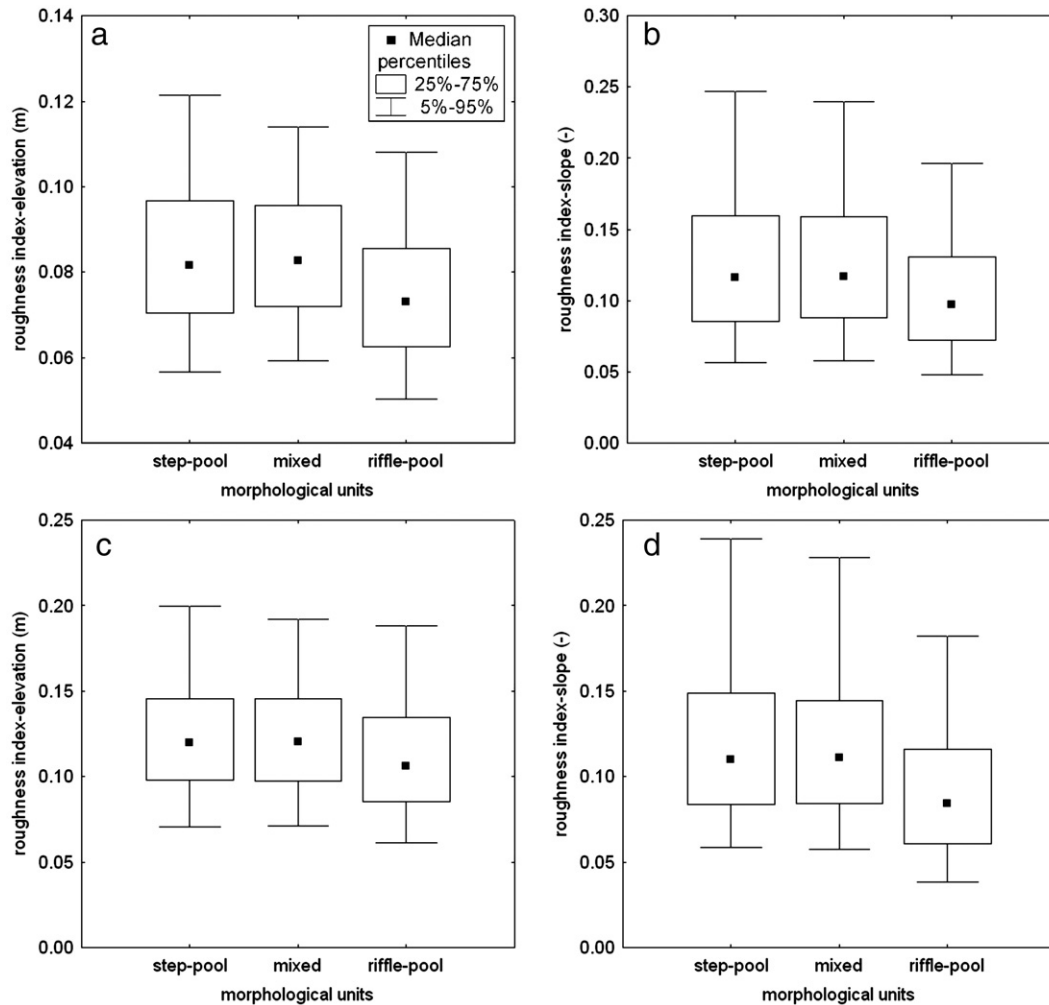 a
roughness index-elevation (m)
0.14
0.12
0.10
0.08
0.06
0.04
Median
percentiles
25%-75%
5%-95%
step-pool mixed riffle-pool
morphological units
b
roughness index-slope (-)
0.30
0.25
0.20
0.15
0.10
0.05
0.00
step-pool mixed riffle-pool
morphological units
c
roughness index-elevation (m)
0.25
0.20
0.15
0.10
0.05
0.00
step-pool mixed riffle-pool
morphological units
d
roughness index-slope (-)
0.25
0.20
0.15
0.10
0.05
0.00
step-pool mixed riffle-pool
morphological units